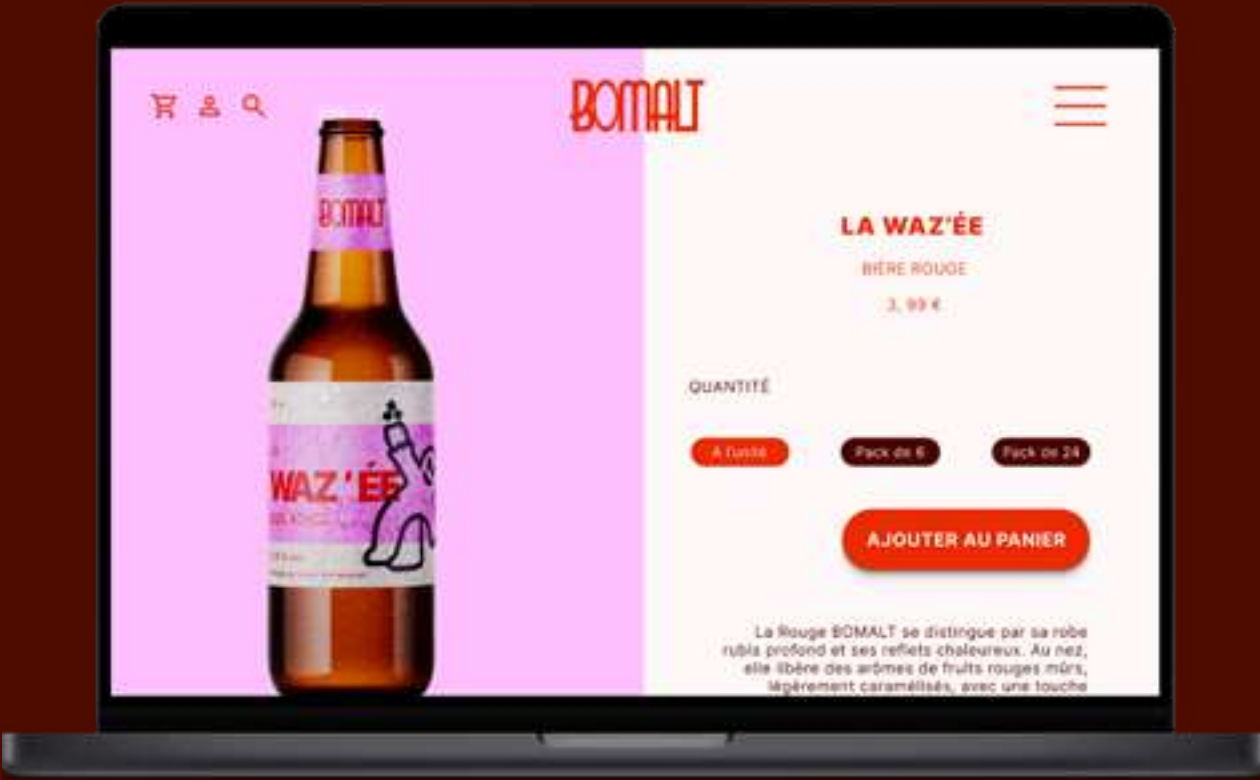 BOMALT
BOMALT
WAZ'ÉE
LA WAZ'ÉE
BIÈRE ROUGE
3, 99 €
QUANTITÉ
A l'unité
Pack de 6
Pack de 24
AJOUTER AU PANIER
La Rouge BOMALT se distingue par sa robe
rubis profond et ses reflets chaleureux. Au nez,
elle libère des arômes de fruits rouges mûrs,
légèrement caramélisés, avec une touche